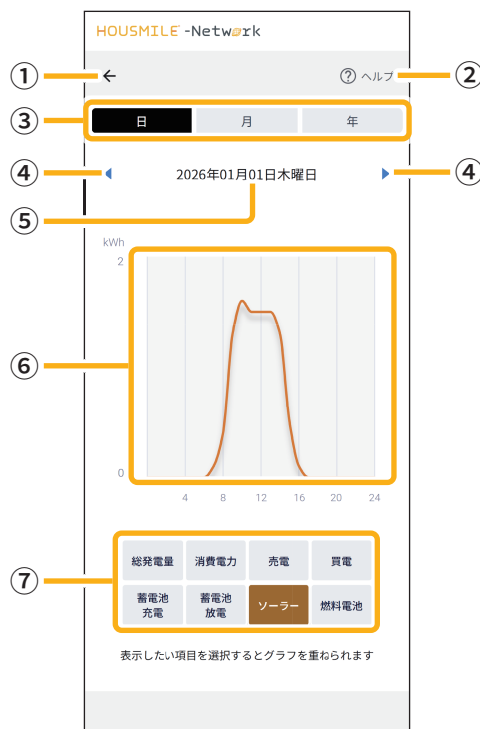 HOUSMILE-Network
① ← ? ヘルプ ②
③ 日 月 年
④ 2026年01月01日木曜日 ④
⑤
kWh
2
⑥
0
4 8 12 16 20 24
総発電量 消費電力 売電 買電
⑦
蓄電池 蓄電池 ソーラー 燃料電池
充電 放電
表示したい項目を選択するとグラフを重ねられます